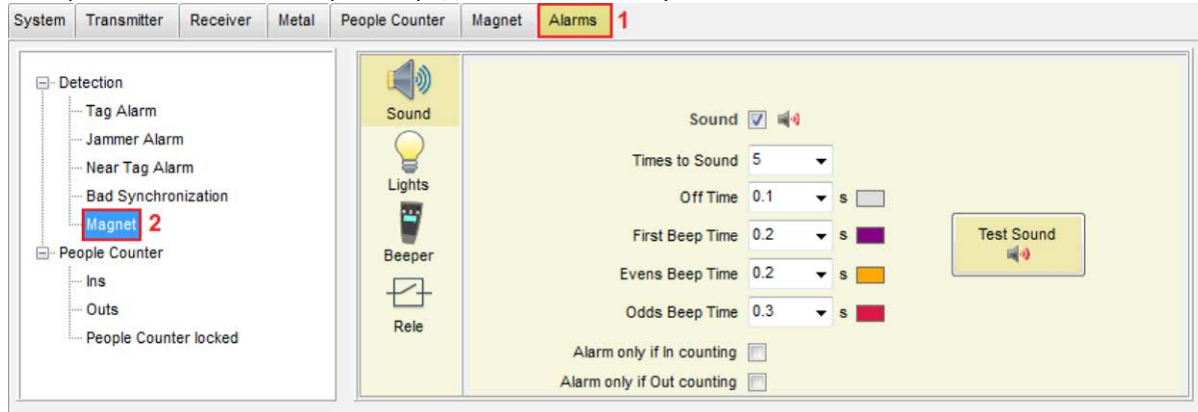 System Transmitter Receiver Metal People Counter Magnet Alarms 1
Detection
Tag Alarm
Jammer Alarm
Near Tag Alarm
Bad Synchronization
Magnet 2
People Counter
Ins
Outs
People Counter locked
Sound
Lights
Beeper
Rele
Sound
Times to Sound 5
Off Time 0.1 s
First Beep Time 0.2 s
Evens Beep Time 0.2 s
Odds Beep Time 0.3 s
Alarm only if In counting
Alarm only if Out counting
Test Sound